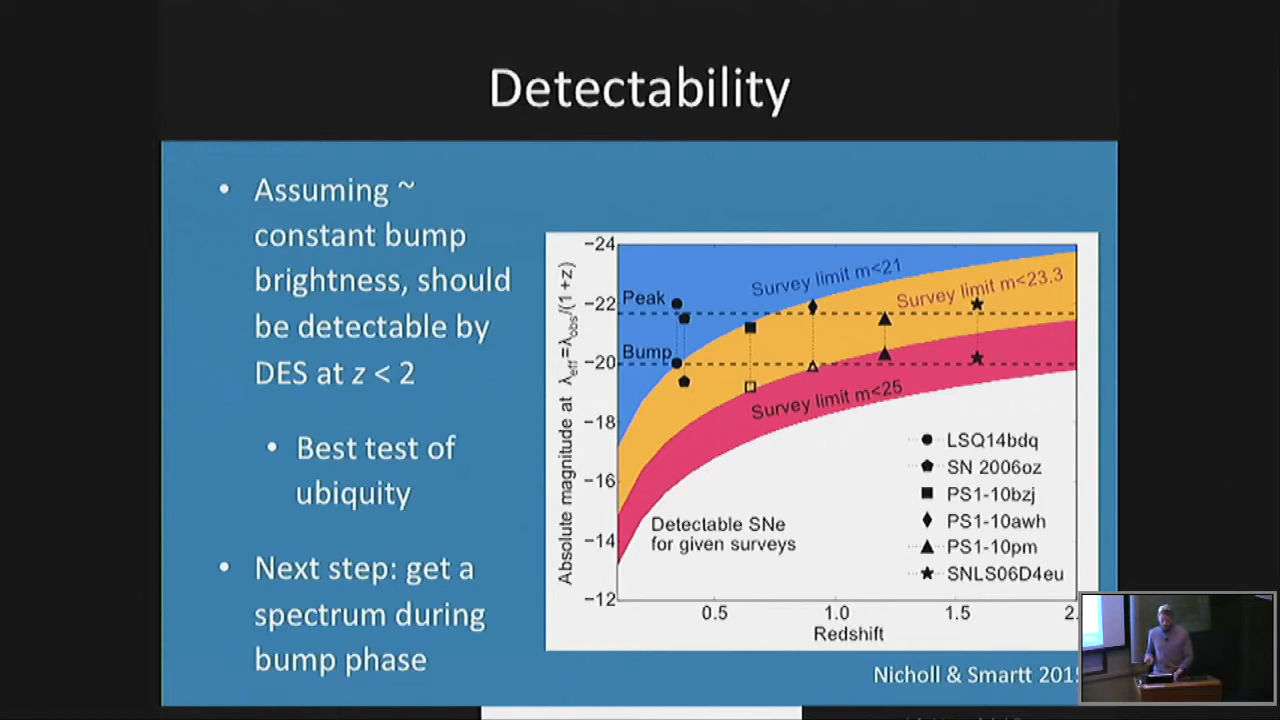 Detectability
• Assuming ~
constant bump
brightness, should
be detectable by
DES at z < 2
• Best test of
ubiquity
• Next step: get a
spectrum during
bump phase
Absolute magnitude at λeff=λobs/(1+z)
−24
−22
−20
−18
−16
−14
−12
Peak
Bump
Survey limit m<21
Survey limit m<23.3
Survey limit m<25
Detectable SNe
for given surveys
LSQ14bdq
SN 2006oz
PS1-10bzj
PS1-10awh
PS1-10pm
SNLS06D4eu
0.5
1.0
1.5
2.
Redshift
Nicholl & Smartt 2015